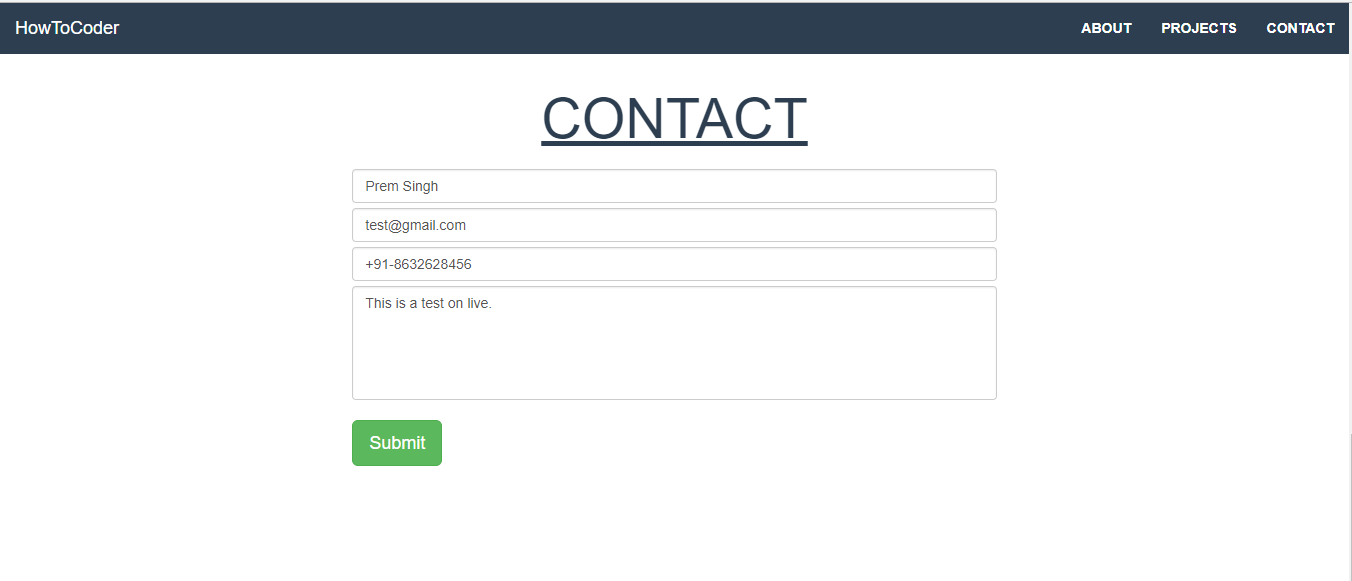 HowToCoder ABOUT PROJECTS CONTACT
CONTACT
Prem Singh
test@gmail.com
+91-8632628456
This is a test on live.
Submit